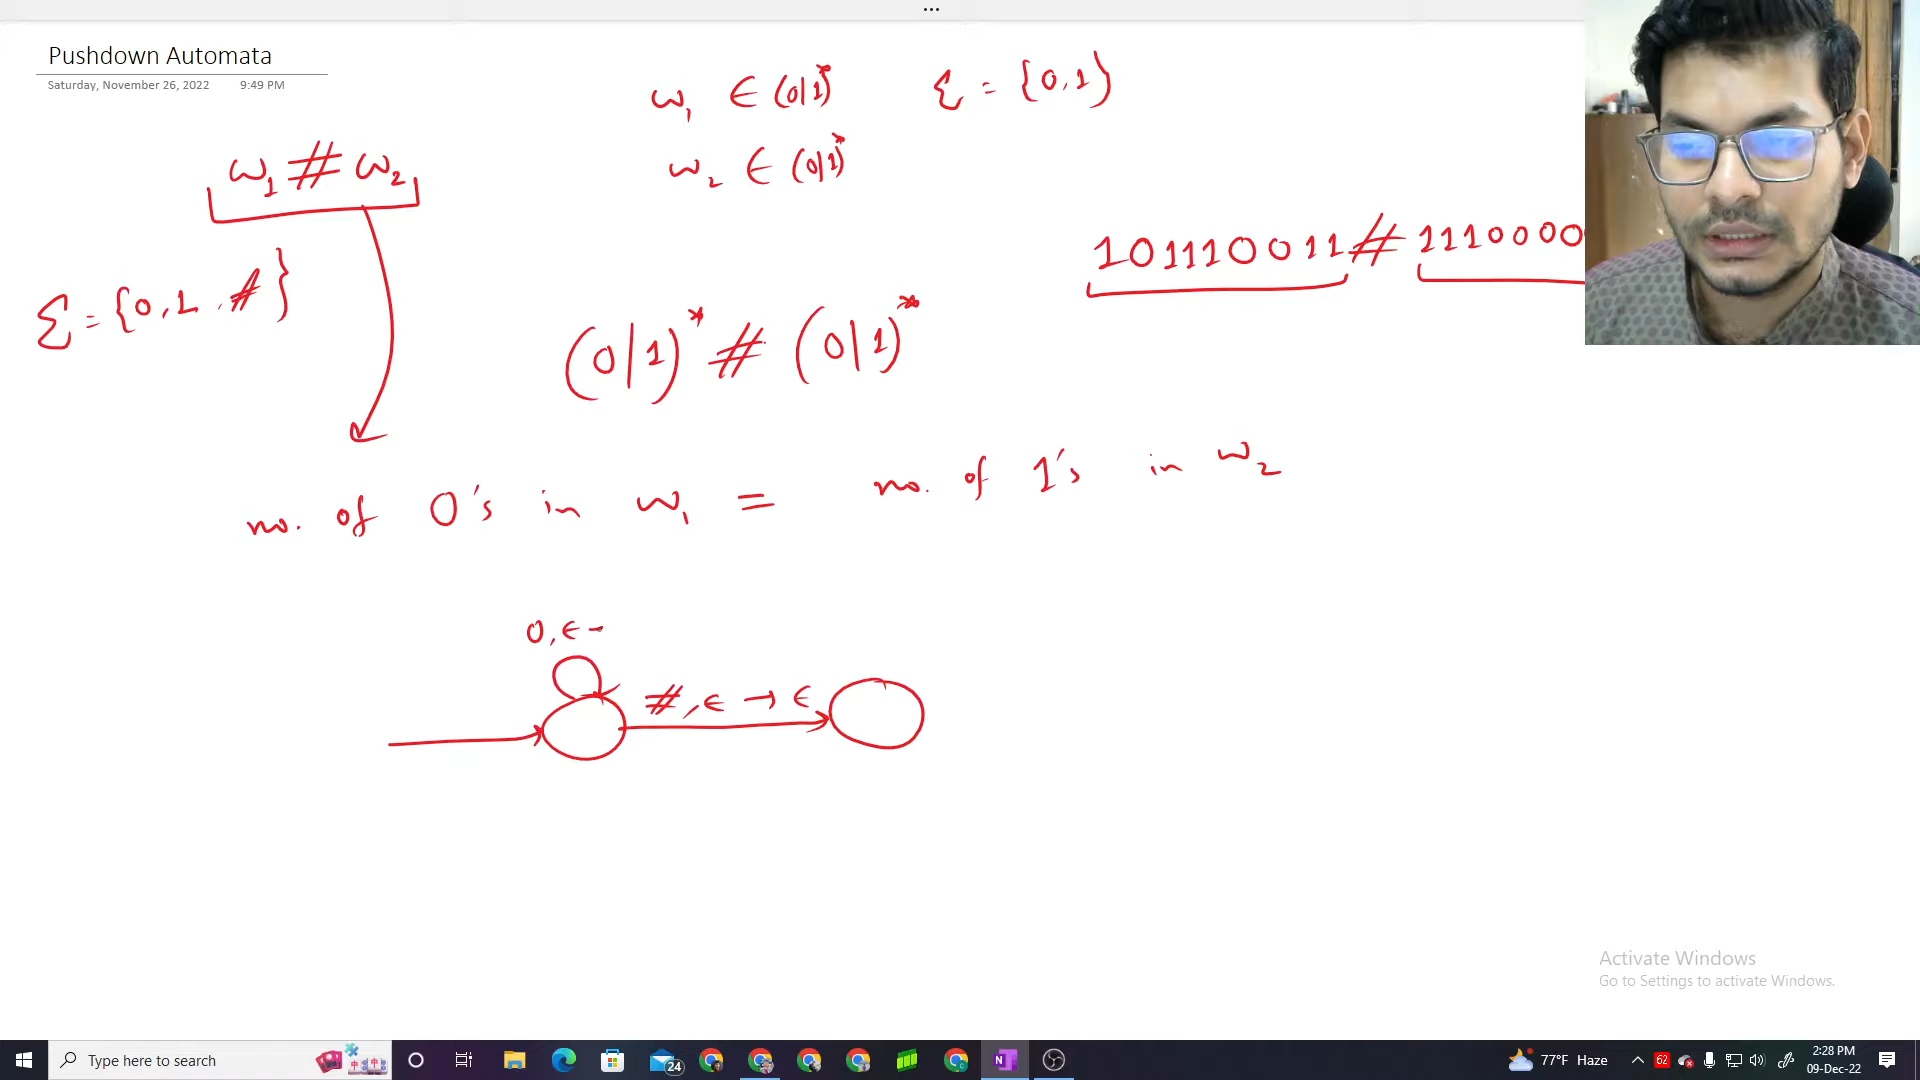 Pushdown Automata
Saturday, November 26, 2022 9:49 PM
w₁ ∈ (0|1)* Σ = {0,1}
w₂ ∈ (0|1)*
w₁ # w₂
101110011#1110000
Σ = {0,1,#}
(0|1)* # (0|1)*
no. of 0's in w₁ = no. of 1's in w₂
0,ϵ-
#,ϵ → ϵ
Activate Windows
Go to Settings to activate Windows.
Type here to search
24
N
77°F Haze
62
2:28 PM
09-Dec-22